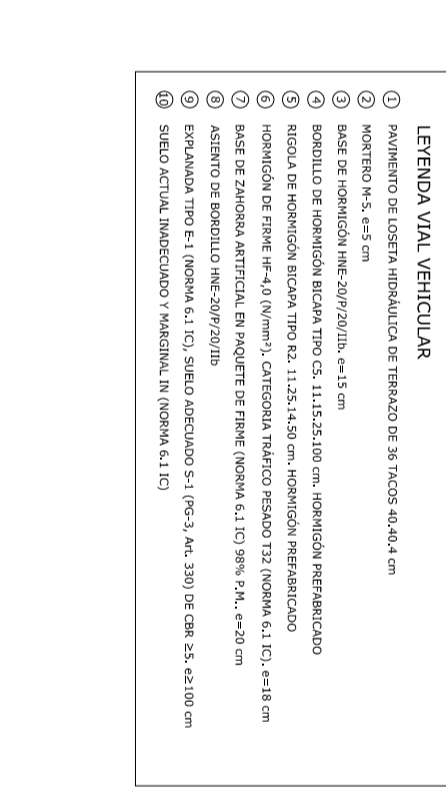 LEYENDA VIAL VEHICULAR
① PAVIMENTO DE LOSETA HIDRÁULICA DE TERRAZO DE 36 TACOS 40.40.4 cm
② MORTERO M-5. e=5 cm
③ BASE DE HORMIGÓN HNE-20/P/20/IIb. e=15 cm
④ BORDILLO DE HORMIGÓN BICAPA TIPO C5. 11.15.25.100 cm. HORMIGÓN PREFABRICADO
⑤ RIGOLA DE HORMIGÓN BICAPA TIPO R2. 11.25.14.50 cm. HORMIGÓN PREFABRICADO
⑥ HORMIGÓN DE FIRME HF-4,0 (N/mm²). CATEGORIA TRÁFICO PESADO T32 (NORMA 6.1 IC). e=18 cm
⑦ BASE DE ZAHORRA ARTIFICIAL EN PAQUETE DE FIRME (NORMA 6.1 IC) 98% P.M.. e=20 cm
⑧ ASIENTO DE BORDILLO HNE-20/P/20/IIb
⑨ EXPLANADA TIPO E-1 (NORMA 6.1 IC), SUELO ADECUADO S-1 (PG-3, Art. 330) DE CBR ≥5. e≥100 cm
⑩ SUELO ACTUAL INADECUADO Y MARGINAL IN (NORMA 6.1 IC)